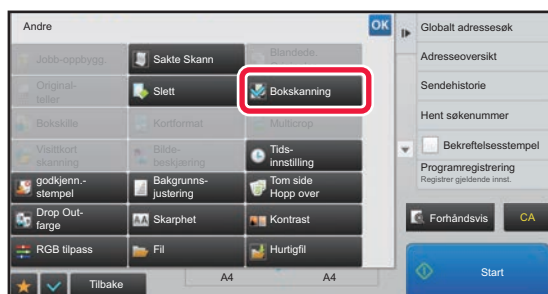 Andre
OK
Jobb-oppbygg.
Sakte Skann
Blandede.
Original-
teller
Slett
Bokskanning
Bokskille
Kortformat
Multicrop
Visittkort
skanning
Bilde-
beskjæring
Tids-
innstilling
godkjenn.-
stempel
Bakgrunns-
justering
Tom side
Hopp over
Drop Out-
farge
Skarphet
Kontrast
RGB tilpass
Fil
Hurtigfil
Tilbake
A4
A4
Globalt adressesøk
Adresseoversikt
Sendehistorie
Hent søkenummer
Bekreftelsesstempel
Programregistrering
Registrer gjeldende innst.
Forhåndsvis
CA
Start